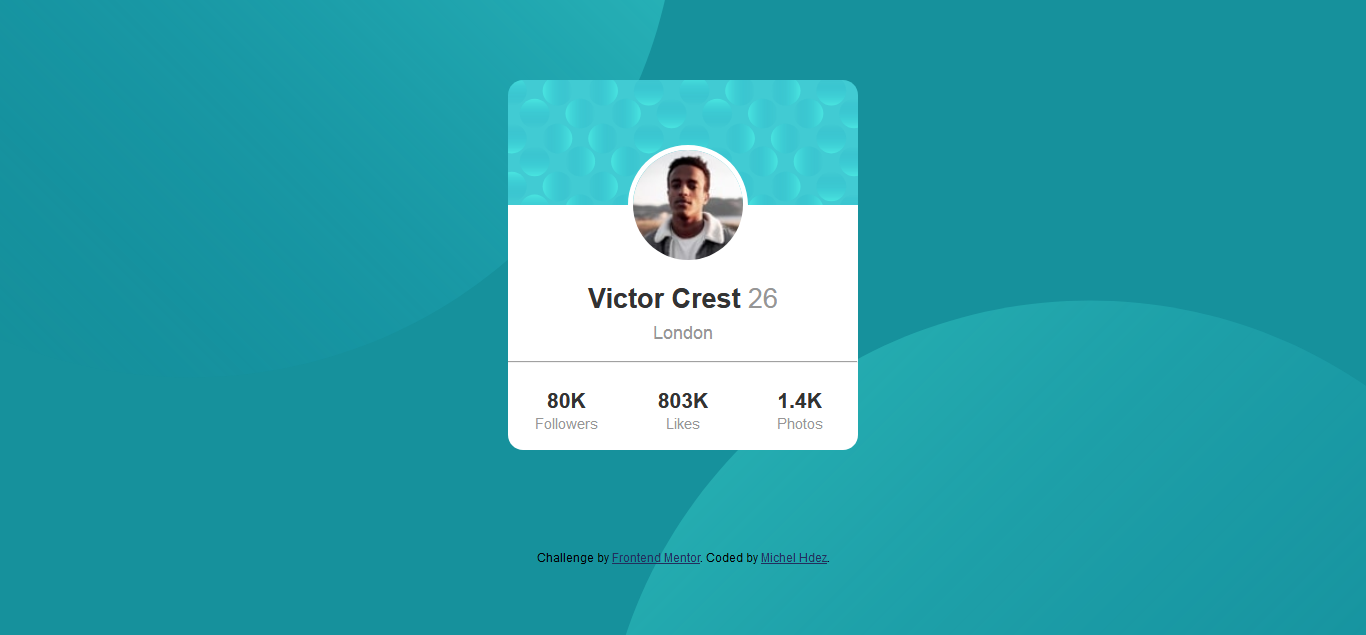 Victor Crest 26
London
80K 803K 1.4K
Followers Likes Photos
Challenge by Frontend Mentor. Coded by Michel Hdez.